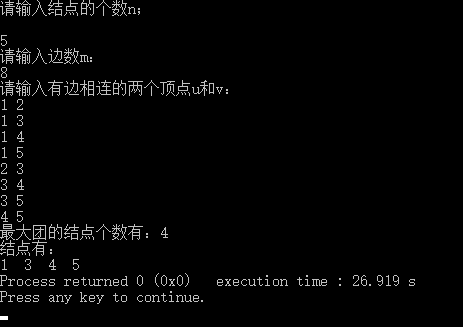 请输入结点的个数n；
5
请输入边数m：
8
请输入有边相连的两个顶点u和v：
1 2
1 3
1 4
1 5
2 3
3 4
3 5
4 5
最大团的结点个数有：4
结点有：
1 3 4 5
Process returned 0 (0x0) execution time : 26.919 s
Press any key to continue.